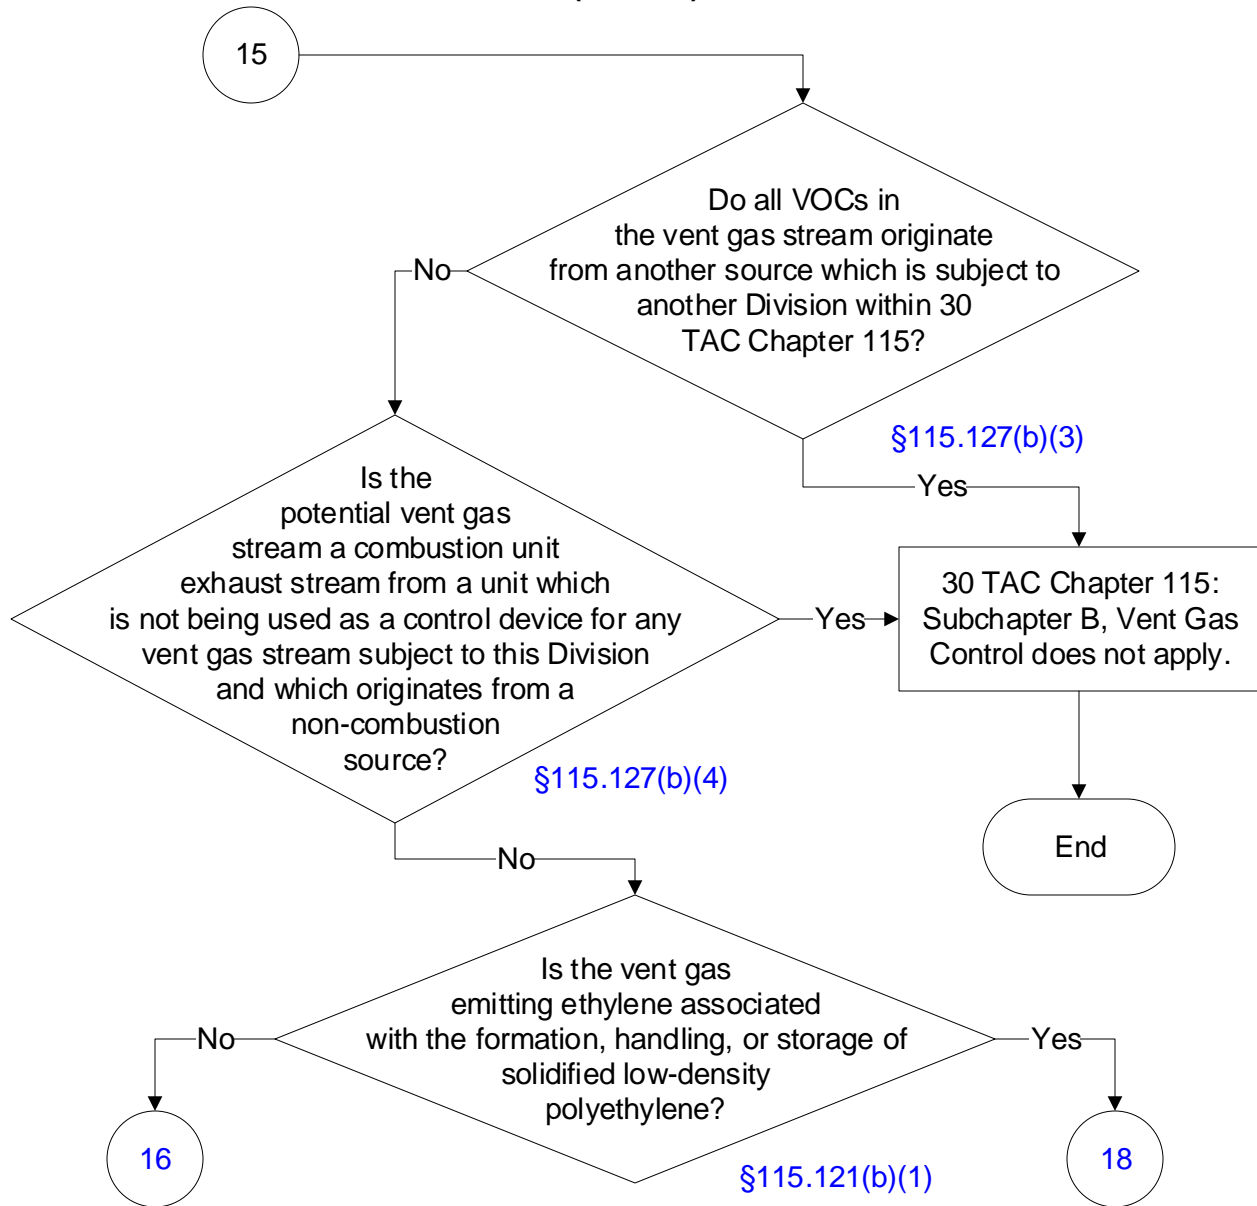 15
Do all VOCs in
the vent gas stream originate
from another source which is subject to
another Division within 30
TAC Chapter 115?
No
§115.127(b)(3)
Yes
Is the
potential vent gas
stream a combustion unit
exhaust stream from a unit which
is not being used as a control device for any
vent gas stream subject to this Division
and which originates from a
non-combustion
source?
Yes
30 TAC Chapter 115:
Subchapter B, Vent Gas
Control does not apply.
§115.127(b)(4)
End
No
Is the vent gas
emitting ethylene associated
with the formation, handling, or storage of
solidified low-density
polyethylene?
No
Yes
16
§115.121(b)(1)
18